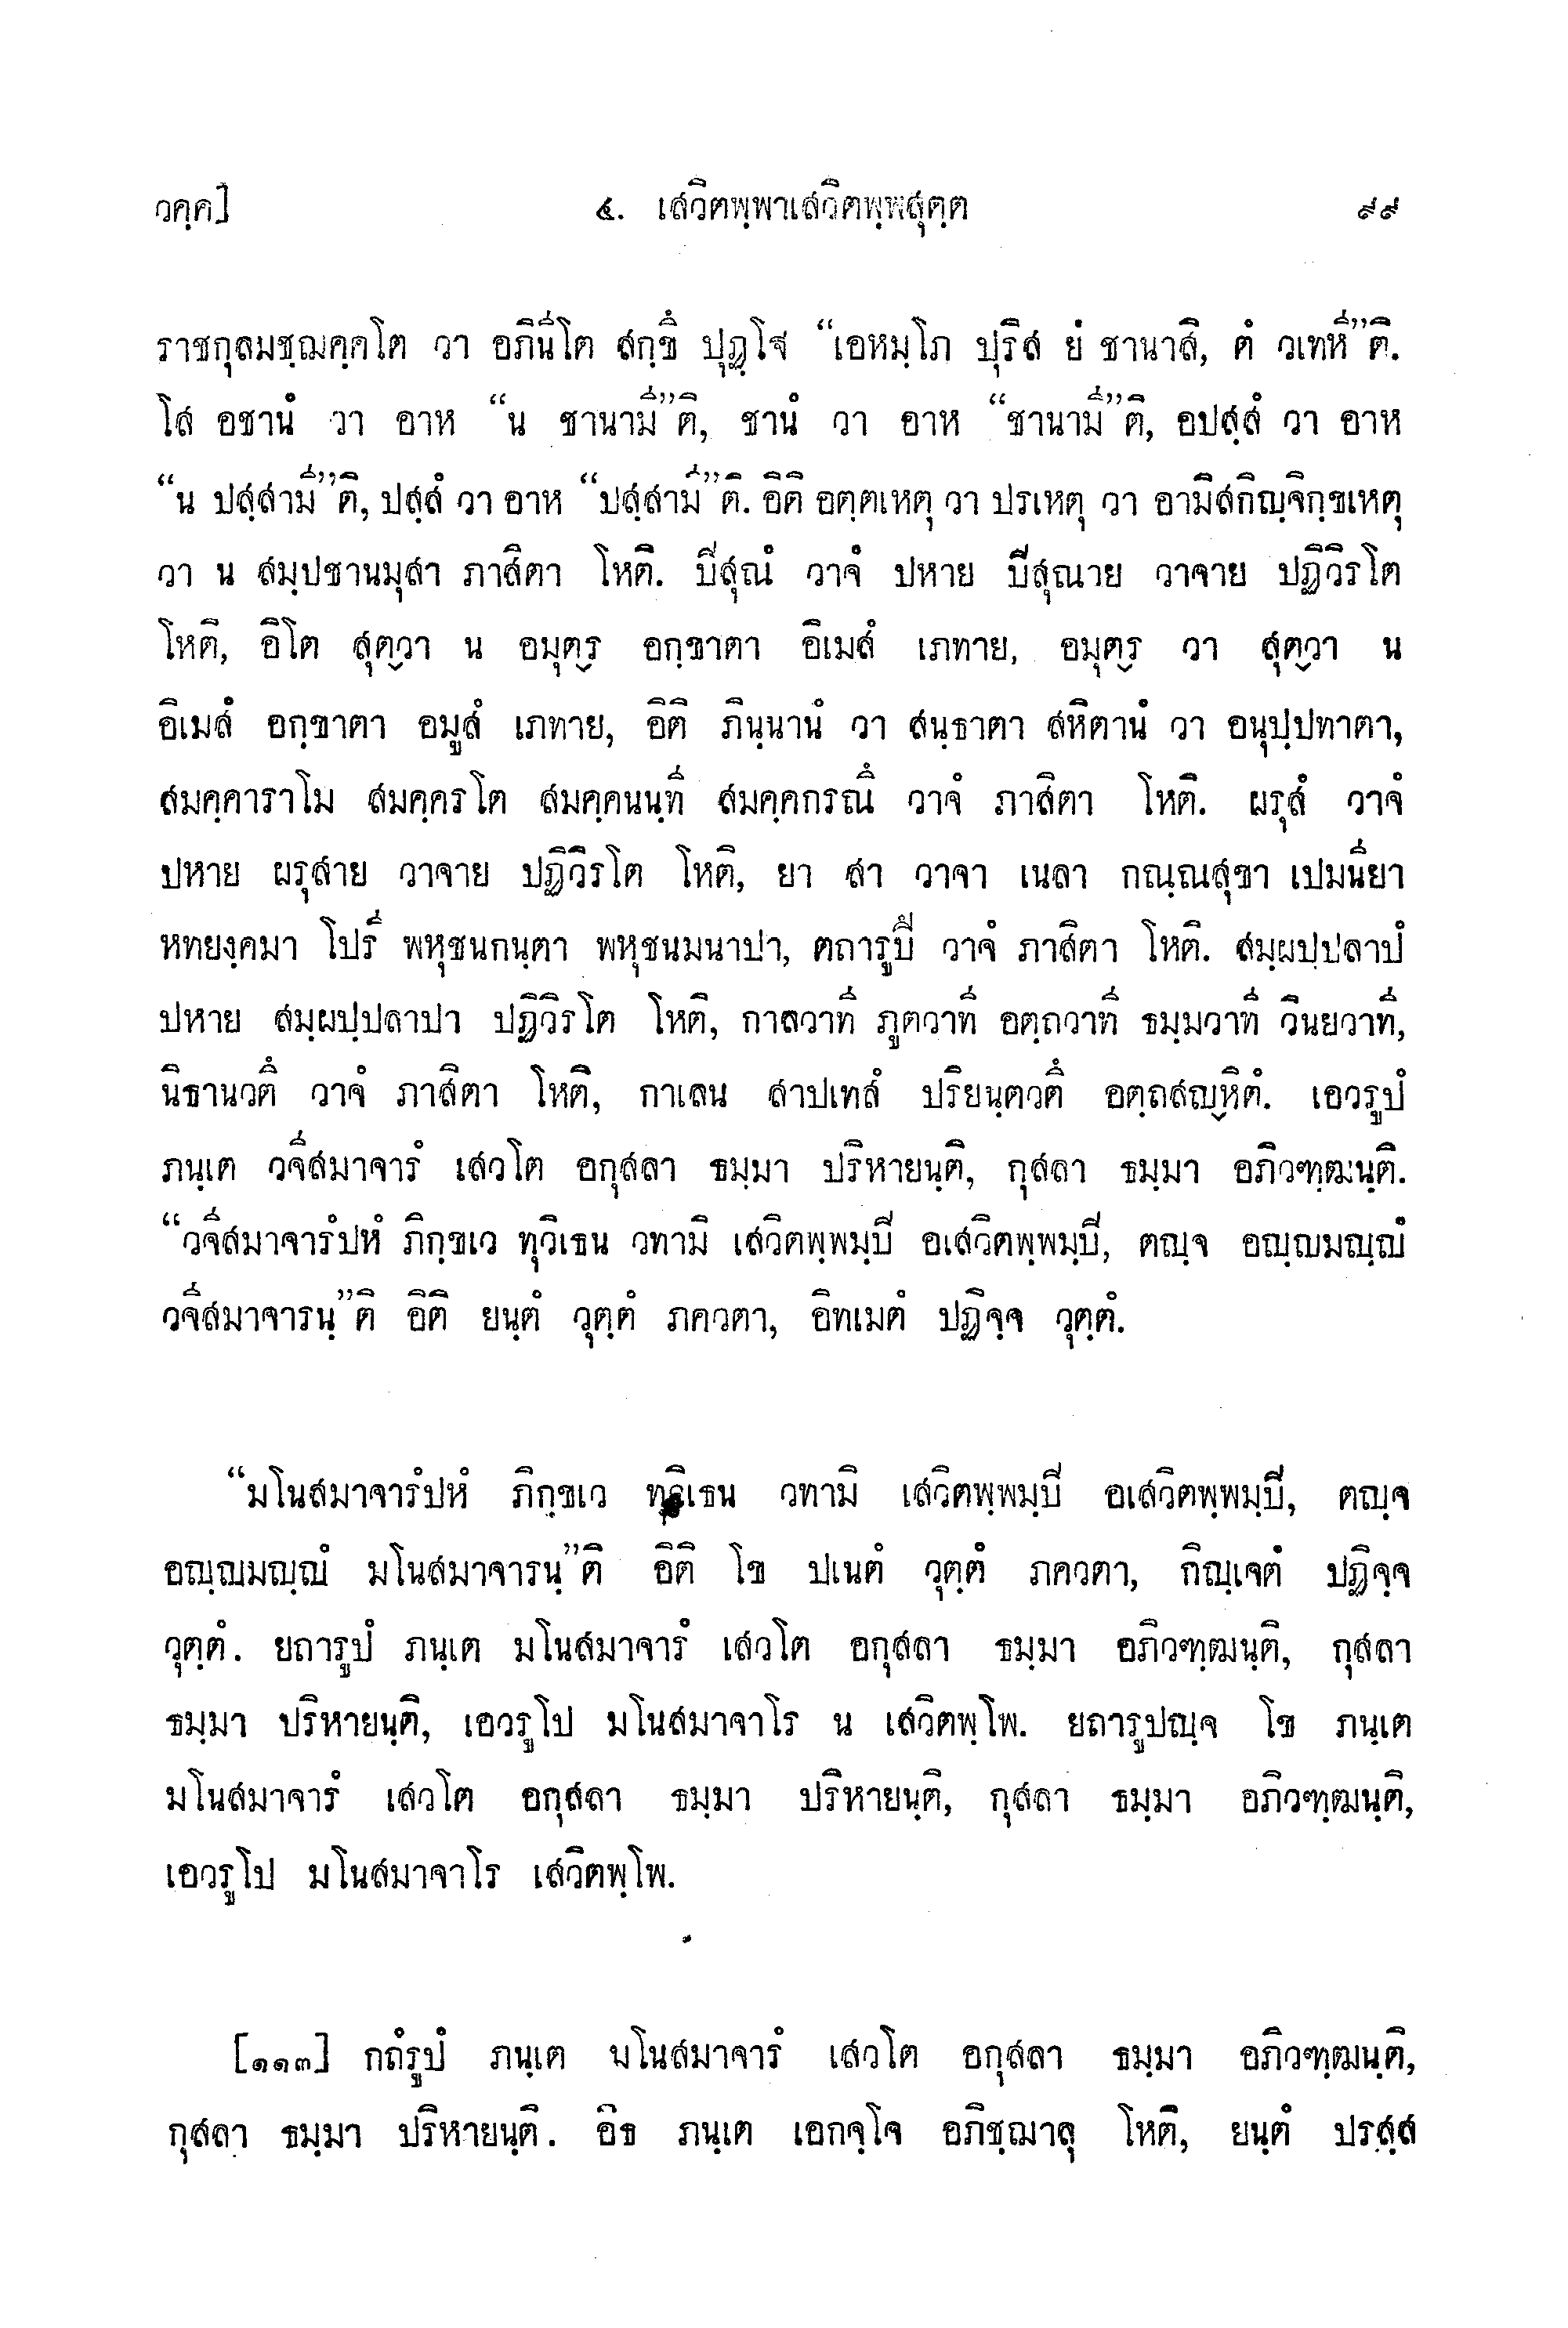 วคฺค] ๔. เสวิตพฺพาเสวิตพฺพสุตฺต ๙๙
ราชกุลมชฺฌคฺคโต วา อภินีโต สกฺขึ ปุฏฺโฐ “เอหมฺโภ ปุริส ยํ ชานาสิ, ตํ วเทหี”ติ.
โส อชานํ วา อาห “น ชานามี”ติ, ชานํ วา อาห “ชานามี”ติ, อปสฺสํ วา อาห
“น ปสฺสามี”ติ, ปสฺสํ วา อาห “ปสฺสามี”ติ. อิติ อตฺตเหตุ วา ปรเหตุ วา อามิสกิญฺจิกฺขเหตุ
วา น สมฺปชานมุสา ภาสิตา โหติ. ปิสุณํ วาจํ ปหาย ปิสุณาย วาจาย ปฏิวิรโต
โหติ, อิโต สุตฺวา น อมุตฺร อกฺขาตา อิเมสํ เภทาย, อมุตฺร วา สุตฺวา น
อิเมสํ อกฺขาตา อมูสํ เภทาย, อิติ ภินฺนานํ วา สนฺธาตา สหิตานํ วา อนุปฺปทาตา,
สมคฺคาราโม สมคฺครโต สมคฺคนนฺที สมคฺคกรณึ วาจํ ภาสิตา โหติ. ผรุสํ วาจํ
ปหาย ผรุสาย วาจาย ปฏิวิรโต โหติ, ยา สา วาจา เนลา กณฺณสุขา เปมนียา
หทยงฺคมา โปรี พหุชนกนฺตา พหุชนมนาปา, ตถารูปึ วาจํ ภาสิตา โหติ. สมฺผปฺปลาปํ
ปหาย สมฺผปฺปลาปา ปฏิวิรโต โหติ, กาลวาที ภูตวาที อตฺถวาที ธมฺมวาที วินยวาที,
นิธานวตึ วาจํ ภาสิตา โหติ, กาเลน สาปเทสํ ปริยนฺตวตึ อตฺถสญฺหิตํ. เอวรูปํ
ภนฺเต วจีสมาจารํ เสวโต อกุสลา ธมฺมา ปริหายนฺติ, กุสลา ธมฺมา อภิวฑฺฒนฺติ.
“วจีสมาจารํปหํ ภิกฺขเว ทุวิเธน วทามิ เสวิตพฺพมฺปิ อเสวิตพฺพมฺปิ, ตญฺจ อญฺญมญฺญํ
วจีสมาจารนฺ”ติ อิติ ยนฺตํ วุตฺตํ ภควตา, อิทเมตํ ปฏิจฺจ วุตฺตํ.
“มโนสมาจารํปหํ ภิกฺขเว ทุวิเธน วทามิ เสวิตพฺพมฺปิ อเสวิตพฺพมฺปิ, ตญฺจ
อญฺญมญฺญํ มโนสมาจารนฺ”ติ อิติ โข ปเนตํ วุตฺตํ ภควตา, กิญฺเจตํ ปฏิจฺจ
วุตฺตํ. ยถารูปํ ภนฺเต มโนสมาจารํ เสวโต อกุสลา ธมฺมา อภิวฑฺฒนฺติ, กุสลา
ธมฺมา ปริหายนฺติ, เอวรูโป มโนสมาจาโร น เสวิตพฺโพ. ยถารูปญฺจ โข ภนฺเต
มโนสมาจารํ เสวโต อกุสลา ธมฺมา ปริหายนฺติ, กุสลา ธมฺมา อภิวฑฺฒนฺติ,
เอวรูโป มโนสมาจาโร เสวิตพฺโพ.
[๑๑๓] กถํรูปํ ภนฺเต มโนสมาจารํ เสวโต อกุสลา ธมฺมา อภิวฑฺฒนฺติ,
กุสลา ธมฺมา ปริหายนฺติ. อิธ ภนฺเต เอกจฺโจ อภิชฺฌาลุ โหติ, ยนฺตํ ปรสฺส